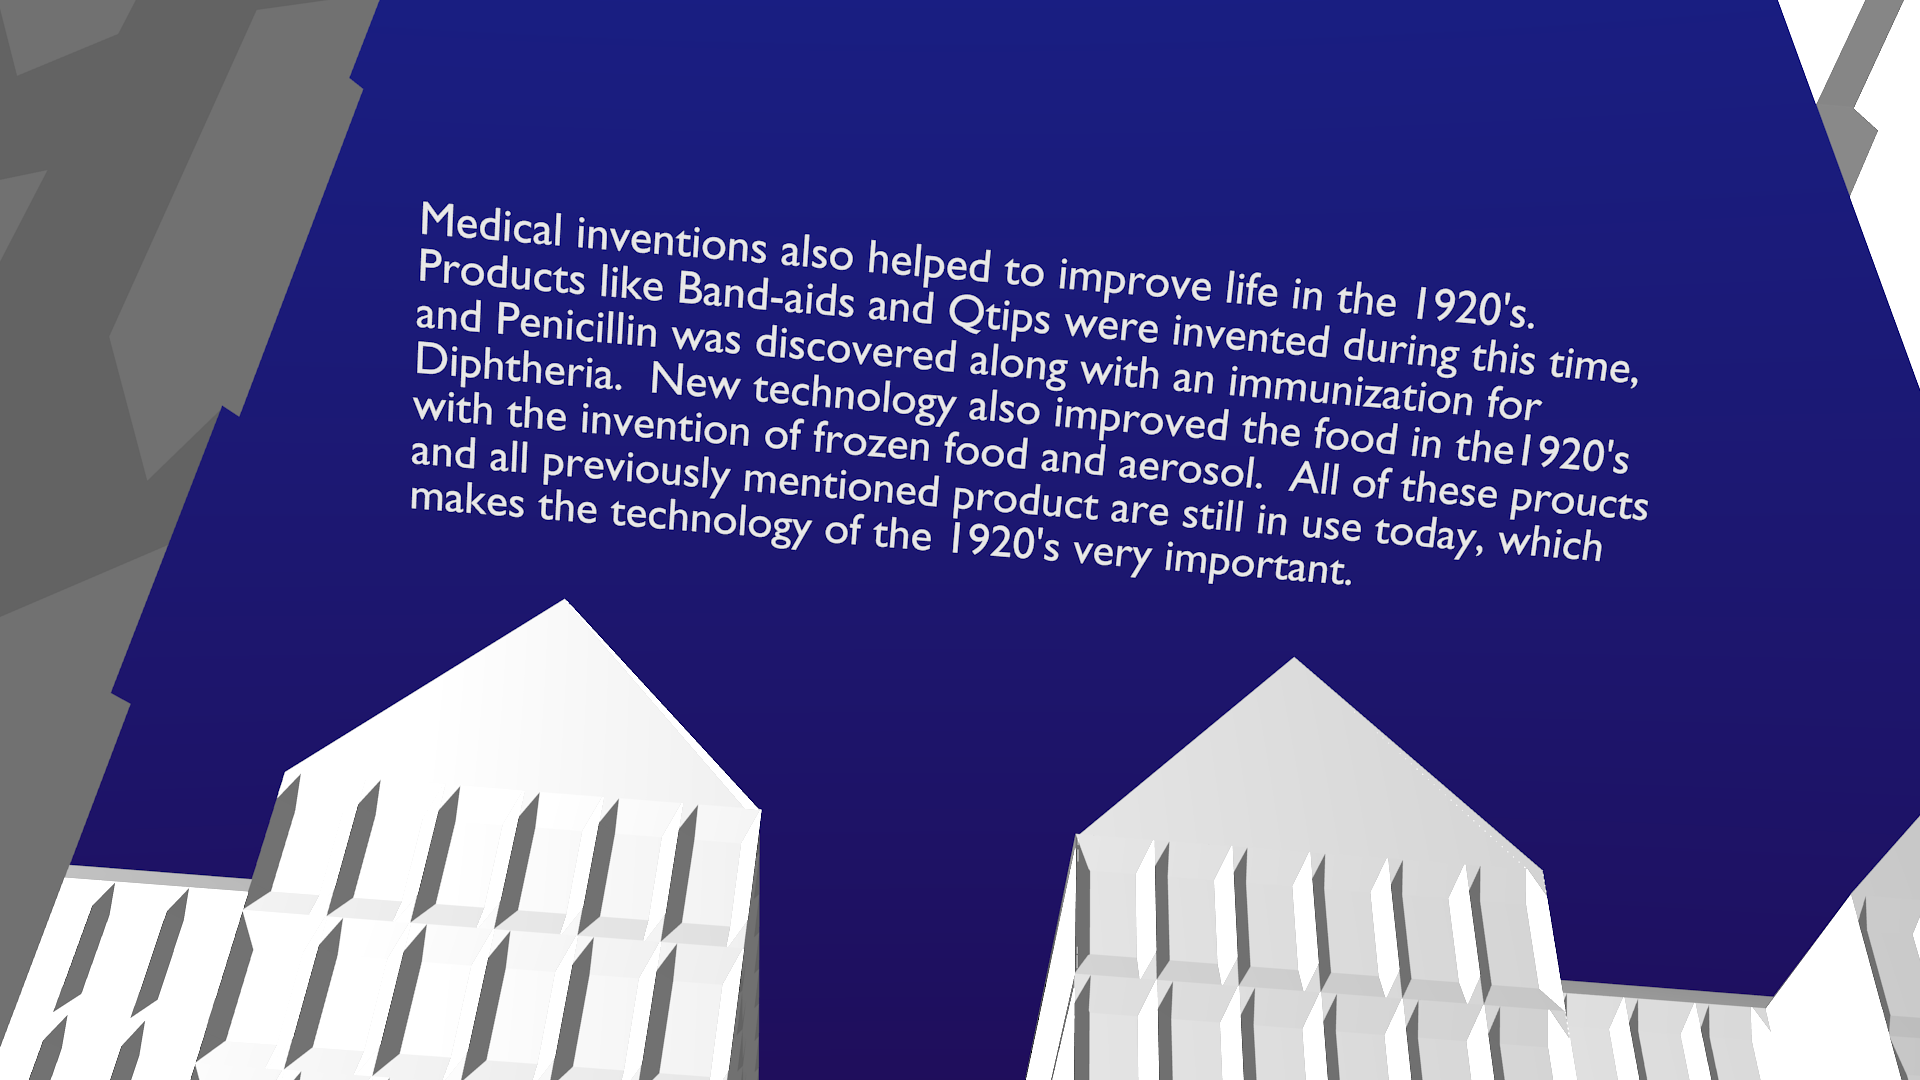 Medical inventions also helped to improve life in the 1920's.
Products like Band-aids and Qtips were invented during this time,
and Penicillin was discovered along with an immunization for
Diphtheria.  New technology also improved the food in the1920's
with the invention of frozen food and aerosol.  All of these proucts
and all previously mentioned product are still in use today, which
makes the technology of the 1920's very important.